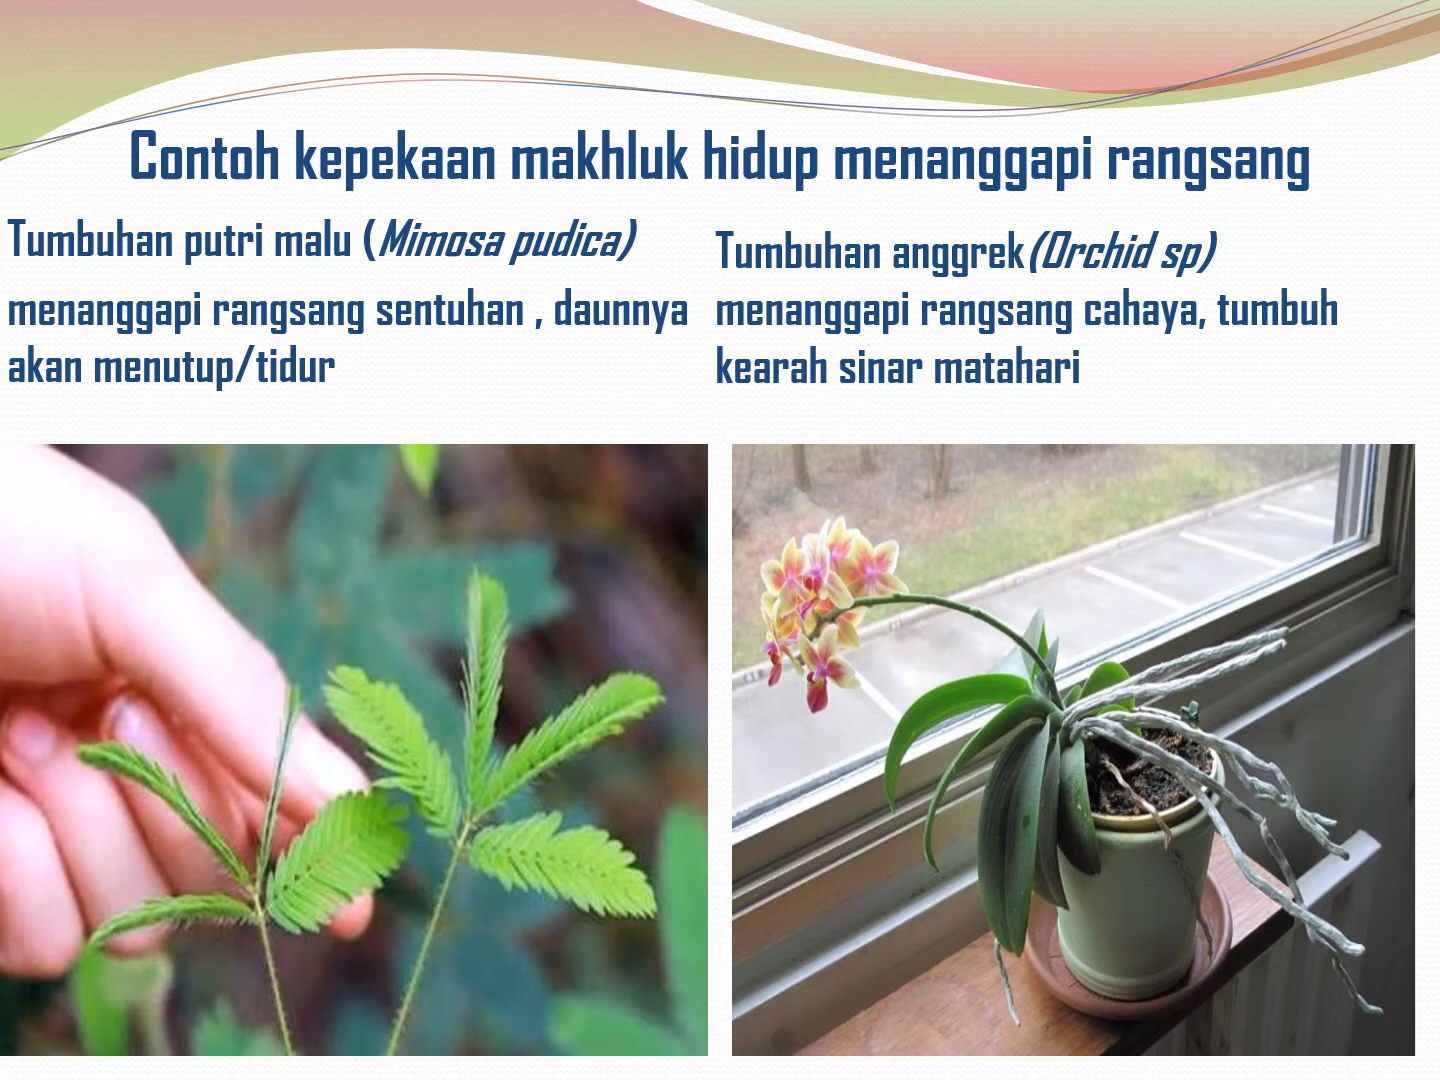 Contoh kepekaan makhluk hidup menanggapi rangsang
Tumbuhan putri malu (Mimosa pudica)
menanggapi rangsang sentuhan , daunnya
akan menutup/tidur
Tumbuhan anggrek(Orchid sp)
menanggapi rangsang cahaya, tumbuh
kearah sinar matahari